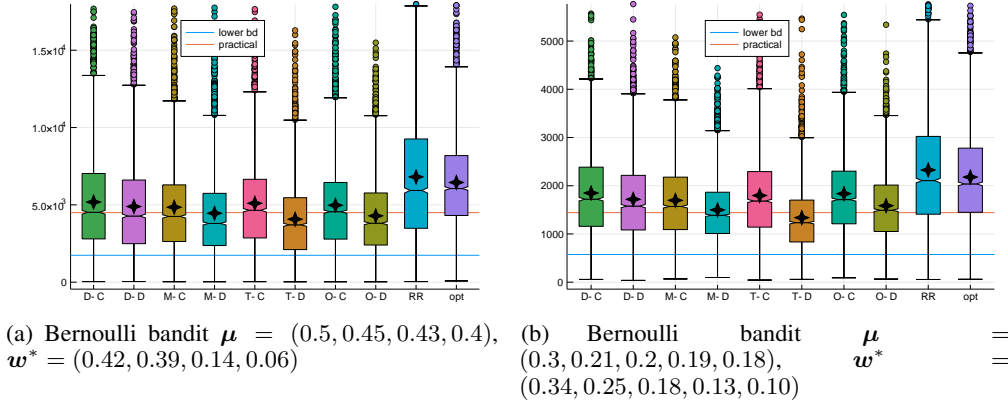 lower bd
practical
1.5×10⁴
1.0×10⁴
5.0×10³
0
D- C D- D M- C M- D T- C T- D O- C O- D RR opt
lower bd
practical
5000
4000
3000
2000
1000
0
D- C D- D M- C M- D T- C T- D O- C O- D RR opt
(a) Bernoulli bandit μ = (0.5, 0.45, 0.43, 0.4),
w* = (0.42, 0.39, 0.14, 0.06)
(b) Bernoulli bandit μ =
(0.3, 0.21, 0.2, 0.19, 0.18), w* =
(0.34, 0.25, 0.18, 0.13, 0.10)